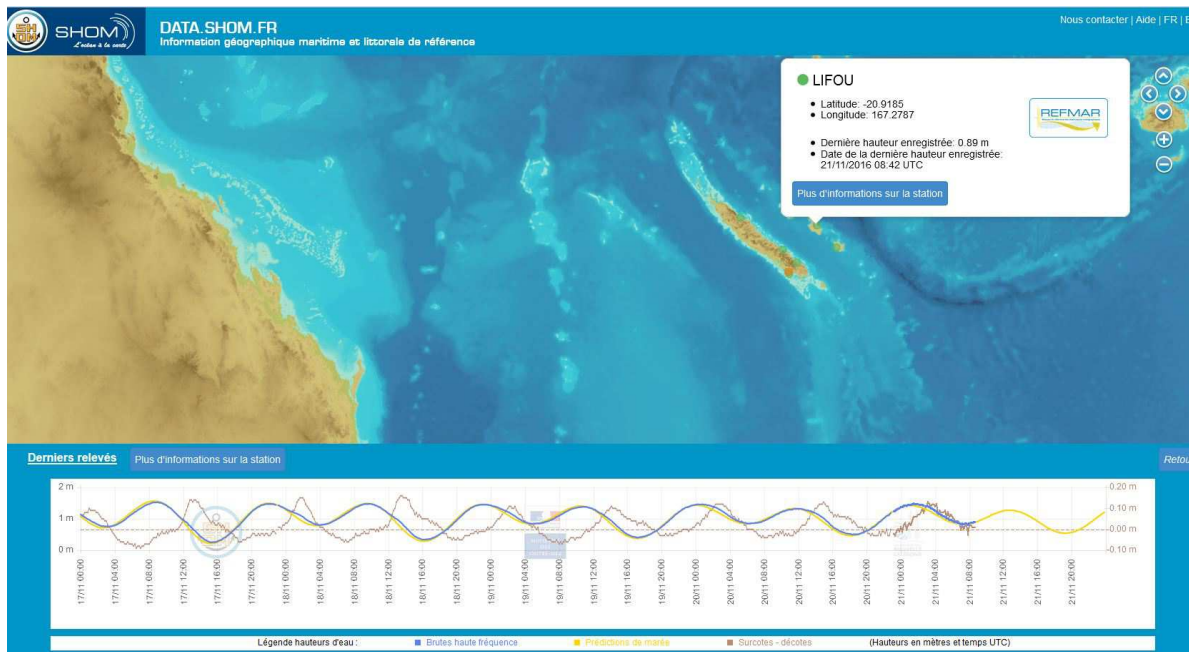 Nous contacter | Aide | FR | E
SHOM
L'océan à la carte
DATA.SHOM.FR
Information géographique maritime et littorale de référence
LIFOU
Latitude: -20.9185
Longitude: 167.2787
REFMAR
Dernière hauteur enregistrée: 0.89 m
Date de la dernière hauteur enregistrée:
21/11/2016 08:42 UTC
Plus d'informations sur la station
Derniers relevés
Plus d'informations sur la station
Retou
2 m
1 m
0 m
0.20 m
0.10 m
0.00 m
-0.10 m
17/11 00:00
17/11 04:00
17/11 08:00
17/11 12:00
17/11 16:00
17/11 20:00
18/11 00:00
18/11 04:00
18/11 08:00
18/11 12:00
18/11 16:00
18/11 20:00
19/11 00:00
19/11 04:00
19/11 08:00
19/11 12:00
19/11 16:00
19/11 20:00
20/11 00:00
20/11 04:00
20/11 08:00
20/11 12:00
20/11 16:00
20/11 20:00
21/11 00:00
21/11 04:00
21/11 08:00
21/11 12:00
21/11 16:00
21/11 20:00
Légende hauteurs d'eau :
Brutes haute fréquence
Prédictions de marée
Surcotes - décotes
(Hauteurs en mètres et temps UTC)